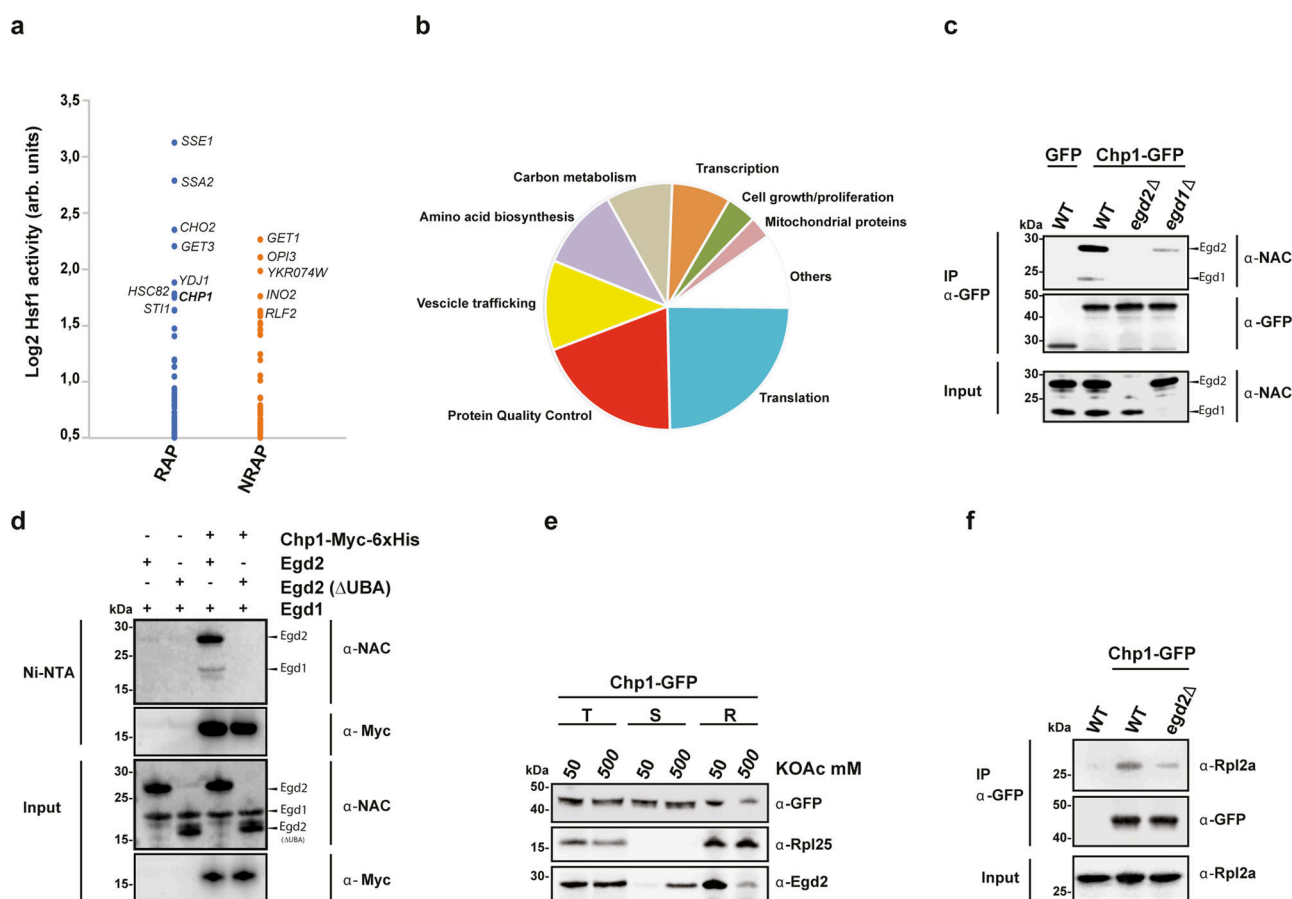 a
Log2 Hsf1 activity (arb. units)
3,5
3,0
2,5
2,0
1,5
1,0
0,5
SSE1
SSA2
CHO2
GET3
YDJ1
HSC82
CHP1
STI1
GET1
OPI3
YKR074W
INO2
RLF2
RAP
NRAP
b
Transcription
Carbon metabolism
Cell growth/proliferation
Amino acid biosynthesis
Mitochondrial proteins
Others
Vescicle trafficking
Protein Quality Control
Translation
c
GFP Chp1-GFP
WT WT egd2Δ egd1Δ
kDa
IP
α-GFP
30
25
Egd2
Egd1
α-NAC
50
40
30
α-GFP
Input
30
25
Egd2
Egd1
α-NAC
d
- - + + Chp1-Myc-6xHis
+ - + - Egd2
- + - + Egd2 (ΔUBA)
kDa + + + + Egd1
Ni-NTA
30
25
15
Egd2
Egd1
α-NAC
15
α- Myc
Input
30
25
15
Egd2
Egd1
Egd2
(ΔUBA)
α-NAC
15
α- Myc
e
Chp1-GFP
T S R
kDa 50 500 50 500 50 500 KOAc mM
50
40
α-GFP
15
α-Rpl25
30
25
α-Egd2
f
Chp1-GFP
WT WT egd2Δ
kDa
IP
α-GFP
25
α-Rpl2a
50
40
α-GFP
Input
25
α-Rpl2a